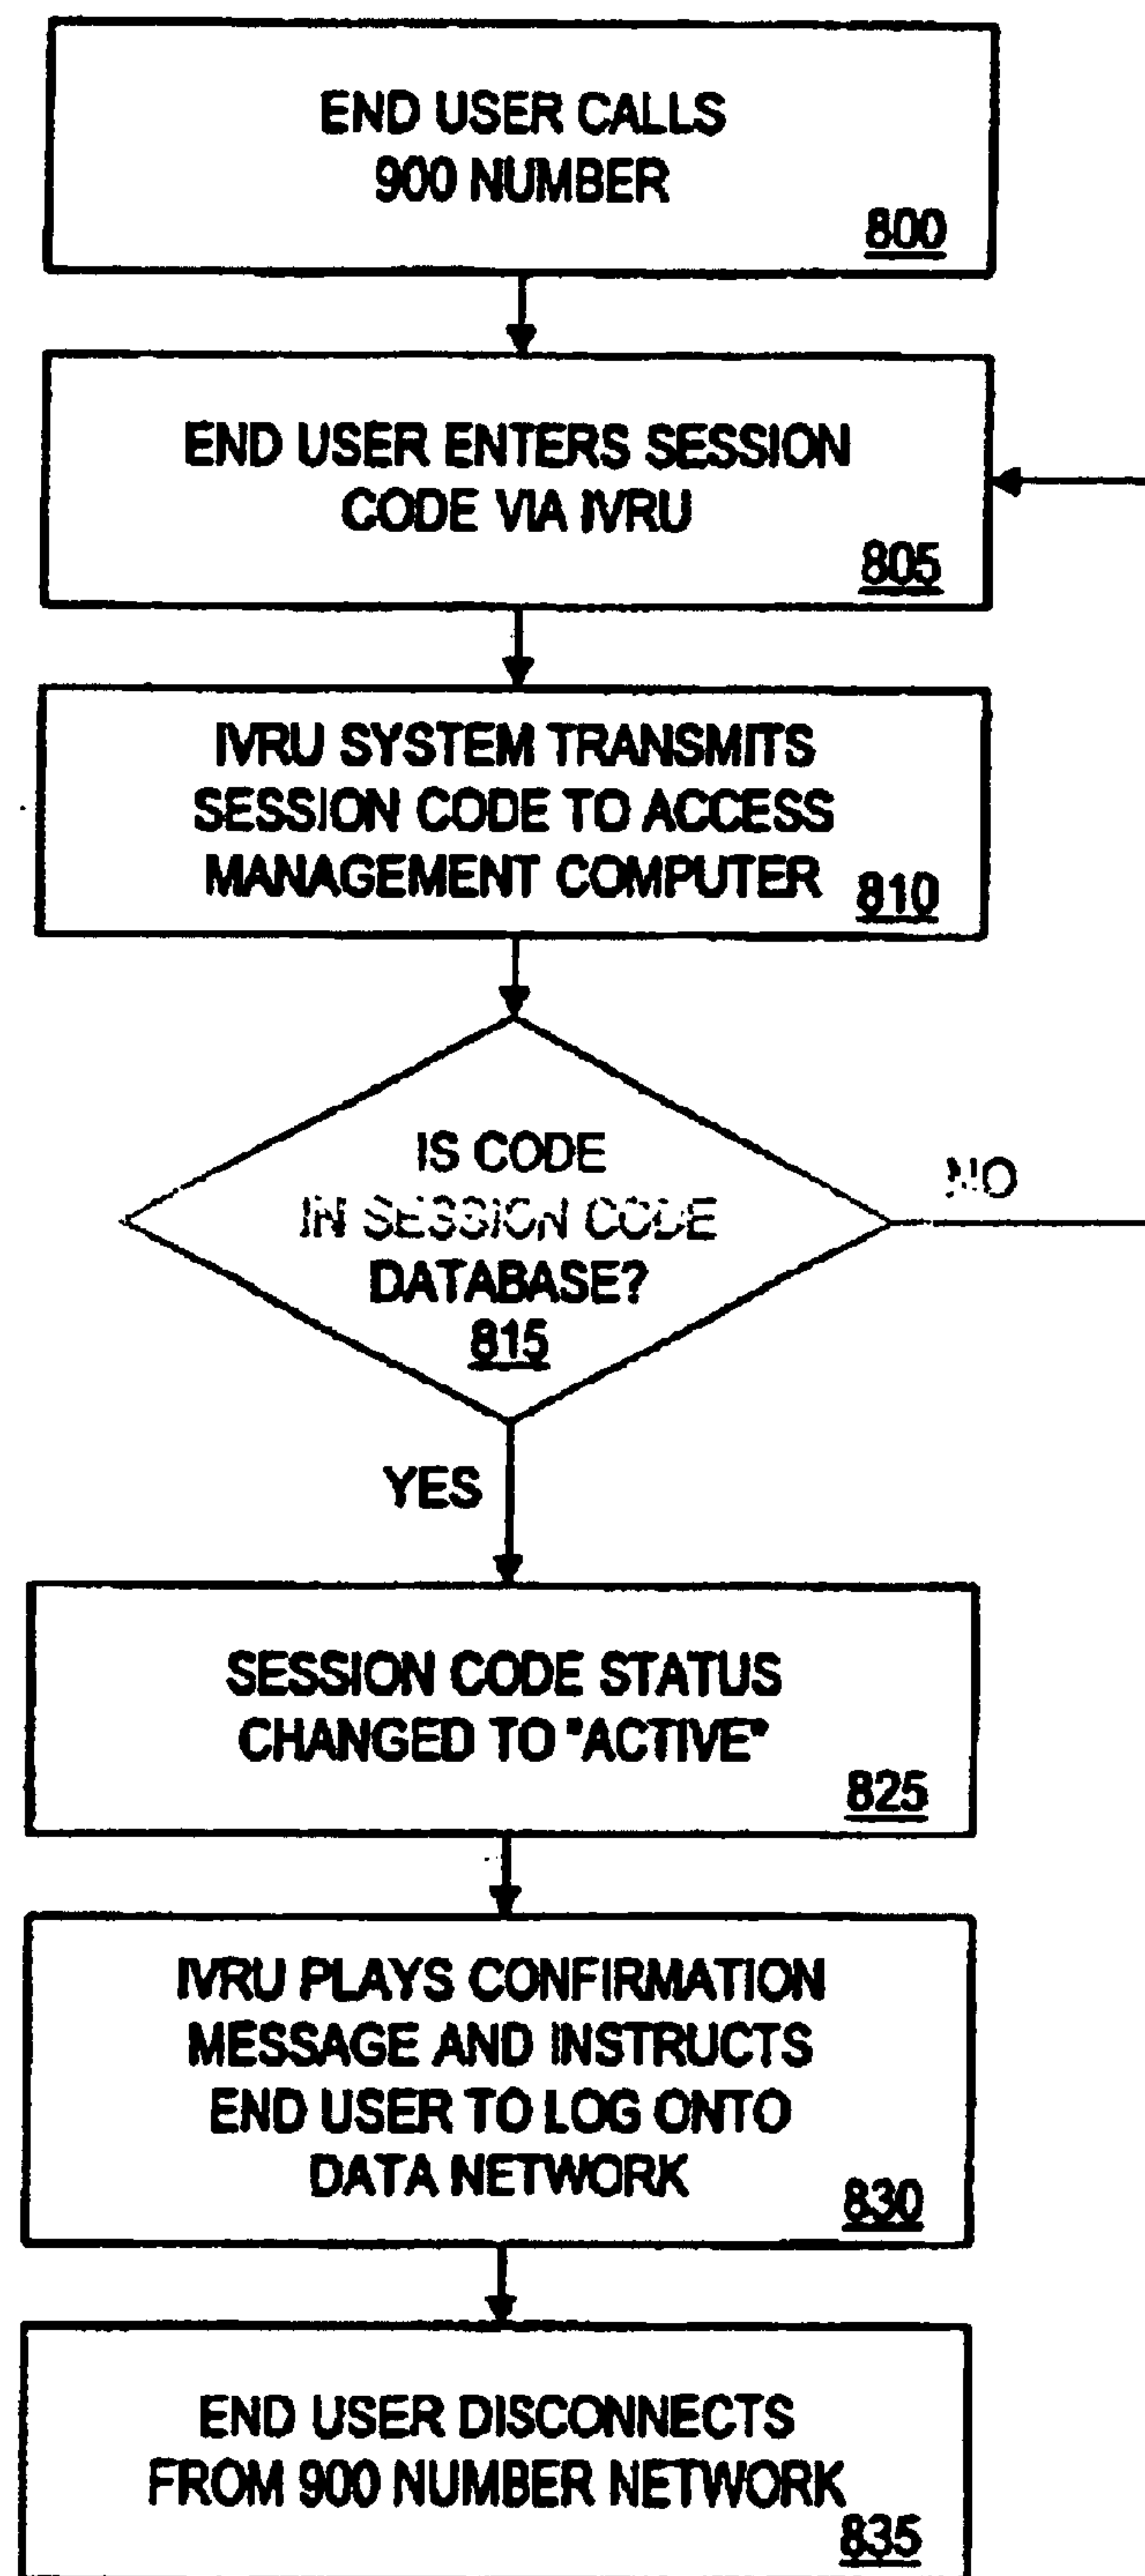 END USER CALLS
900 NUMBER
800
END USER ENTERS SESSION
CODE VIA IVRU
805
IVRU SYSTEM TRANSMITS
SESSION CODE TO ACCESS
MANAGEMENT COMPUTER
810
IS CODE
IN SESSION CODE
DATABASE?
815
NO
YES
SESSION CODE STATUS
CHANGED TO "ACTIVE"
825
IVRU PLAYS CONFIRMATION
MESSAGE AND INSTRUCTS
END USER TO LOG ONTO
DATA NETWORK
830
END USER DISCONNECTS
FROM 900 NUMBER NETWORK
835